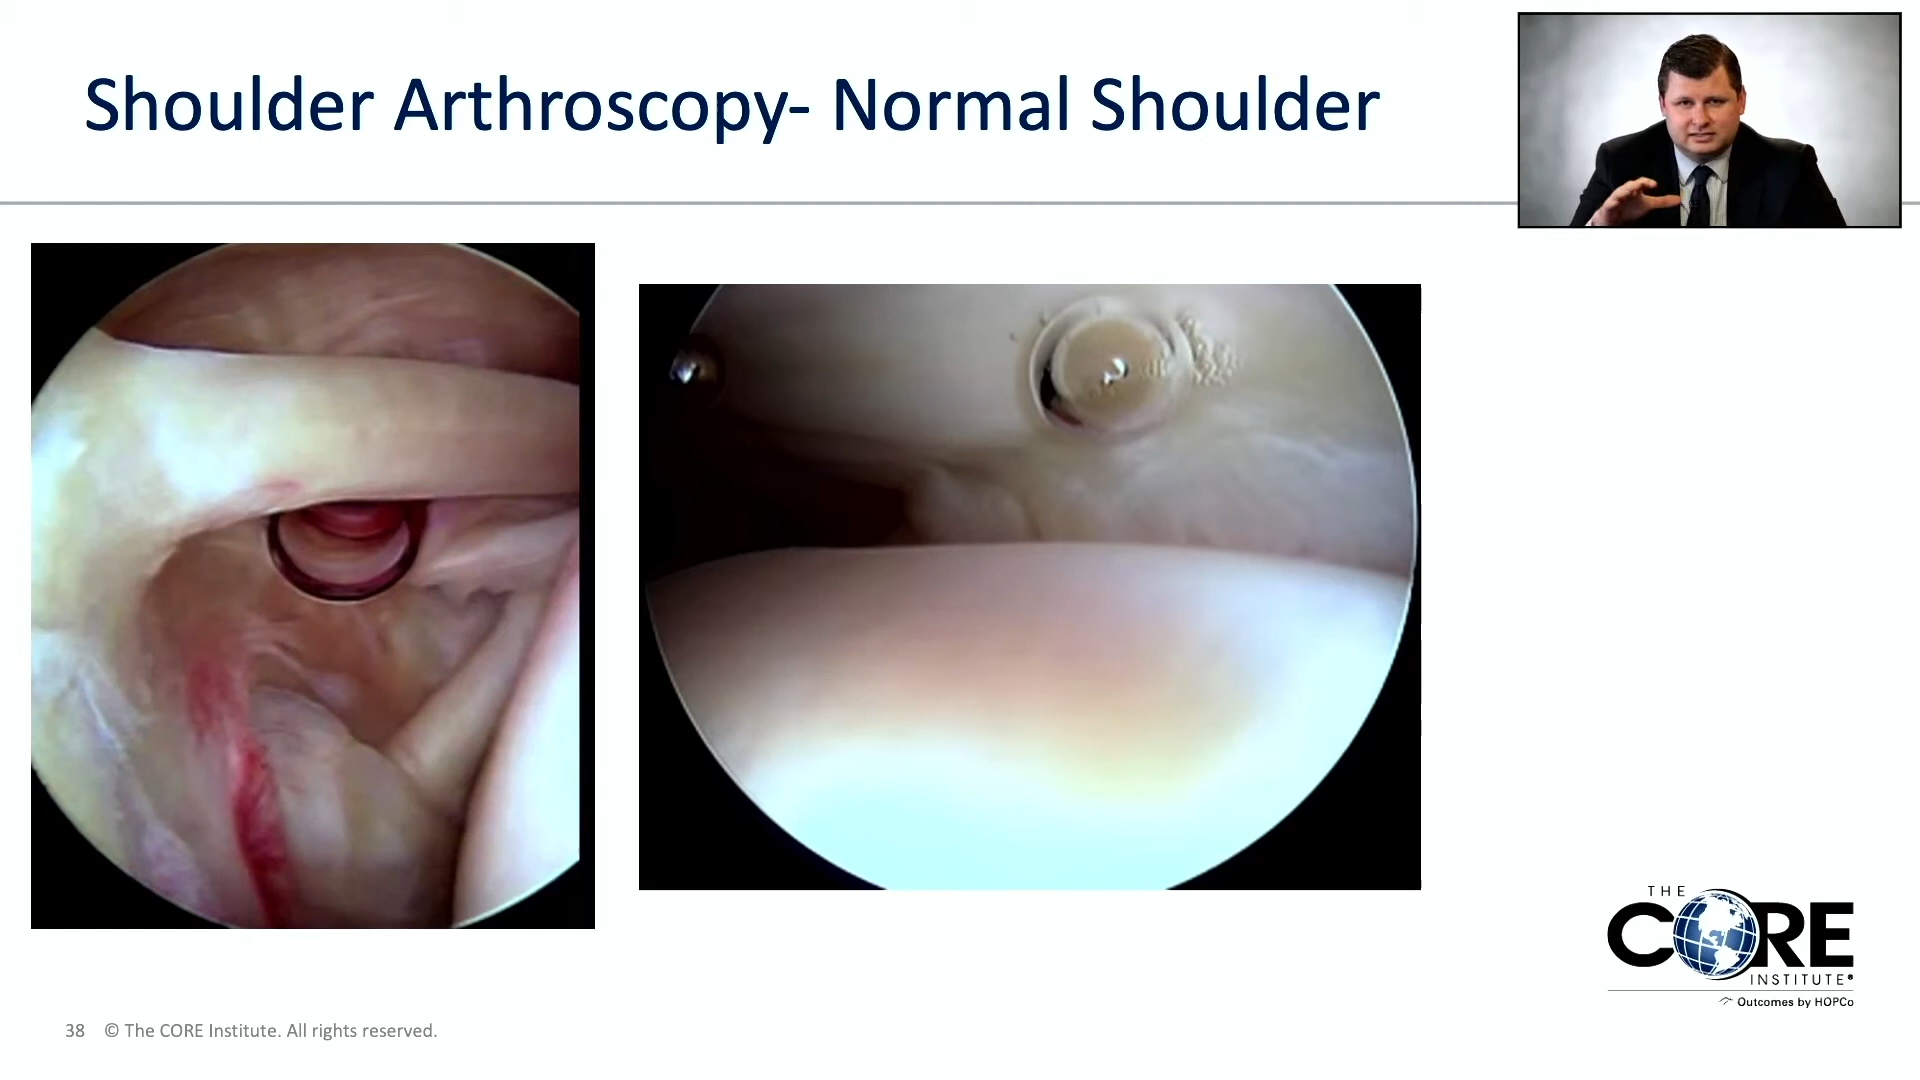 Shoulder Arthroscopy- Normal Shoulder
THE
CORE
INSTITUTE®
Outcomes by HOPCo
38 © The CORE Institute. All rights reserved.